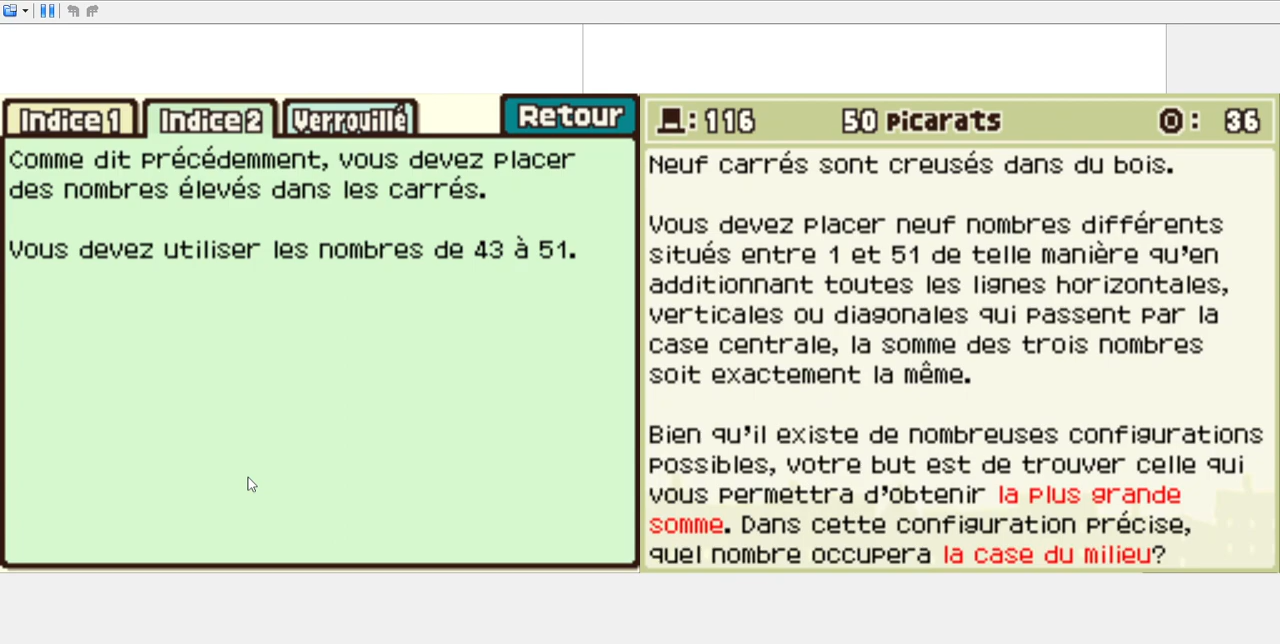 Indice 1
Indice 2
Verrouillé
Retour
Comme dit précédemment, vous devez placer
des nombres élevés dans les carrés.
Vous devez utiliser les nombres de 43 à 51.
: 116
50 picarats
: 36
Neuf carrés sont creusés dans du bois.
Vous devez placer neuf nombres différents
situés entre 1 et 51 de telle manière qu'en
additionnant toutes les lignes horizontales,
verticales ou diagonales qui passent par la
case centrale, la somme des trois nombres
soit exactement la même.
Bien qu'il existe de nombreuses configurations
possibles, votre but est de trouver celle qui
vous permettra d'obtenir la plus grande
somme. Dans cette configuration précise,
quel nombre occupera la case du milieu?